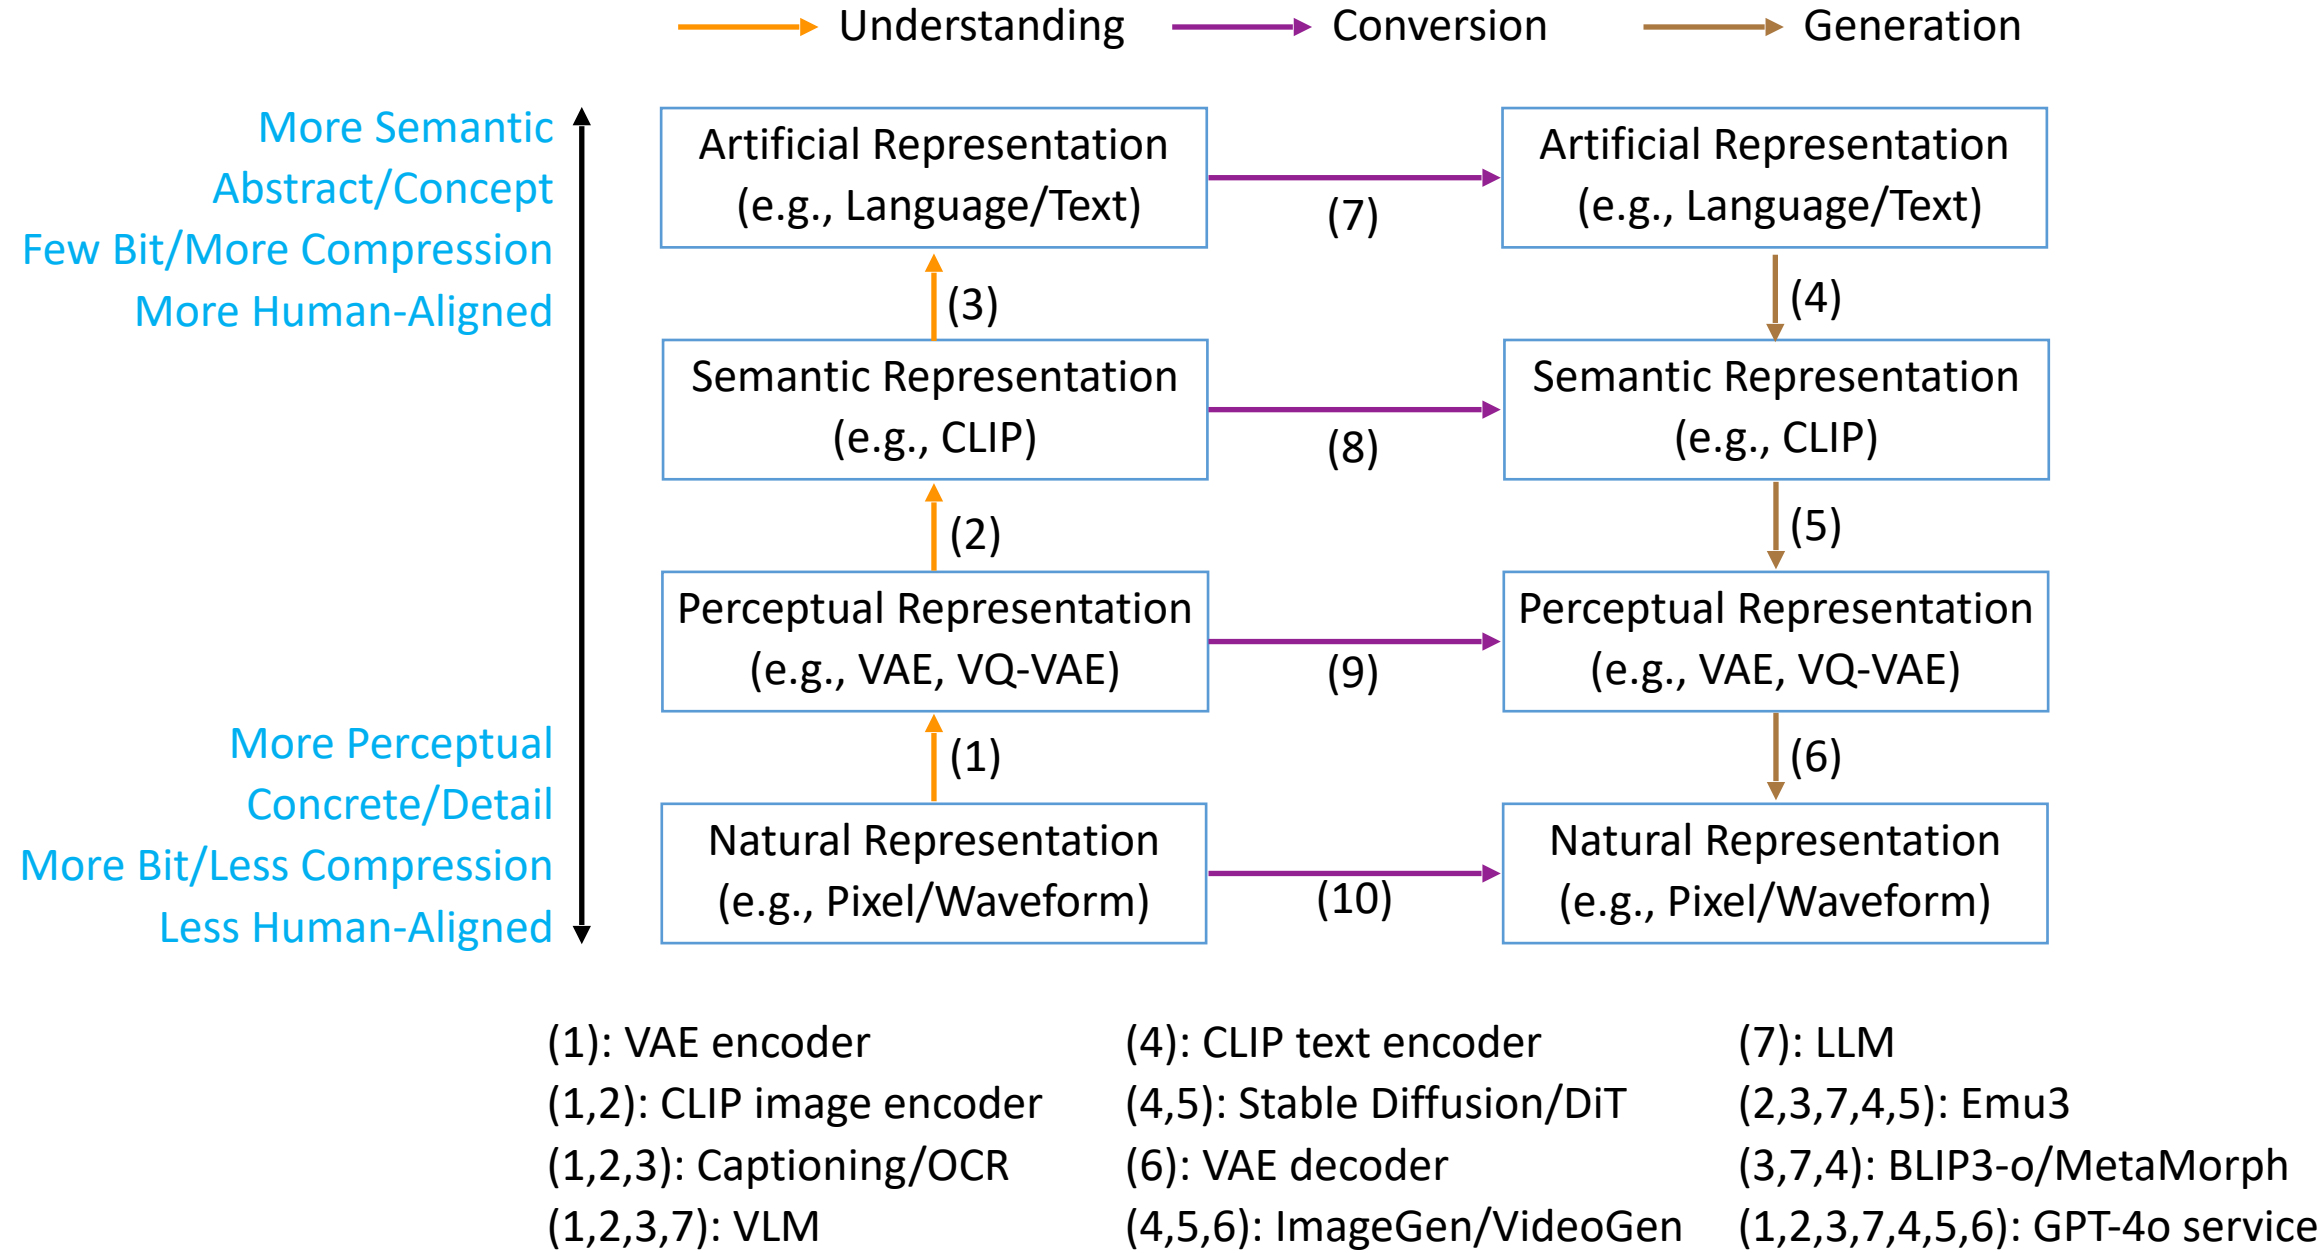 Understanding
Conversion
Generation
More Semantic
Abstract/Concept
Few Bit/More Compression
More Human-Aligned
More Perceptual
Concrete/Detail
More Bit/Less Compression
Less Human-Aligned
Artificial Representation
(e.g., Language/Text)
(7)
Artificial Representation
(e.g., Language/Text)
(3)
(4)
Semantic Representation
(e.g., CLIP)
(8)
Semantic Representation
(e.g., CLIP)
(2)
(5)
Perceptual Representation
(e.g., VAE, VQ-VAE)
(9)
Perceptual Representation
(e.g., VAE, VQ-VAE)
(1)
(6)
Natural Representation
(e.g., Pixel/Waveform)
(10)
Natural Representation
(e.g., Pixel/Waveform)
(1): VAE encoder
(1,2): CLIP image encoder
(1,2,3): Captioning/OCR
(1,2,3,7): VLM
(4): CLIP text encoder
(4,5): Stable Diffusion/DiT
(6): VAE decoder
(4,5,6): ImageGen/VideoGen
(7): LLM
(2,3,7,4,5): Emu3
(3,7,4): BLIP3-o/MetaMorph
(1,2,3,7,4,5,6): GPT-4o service